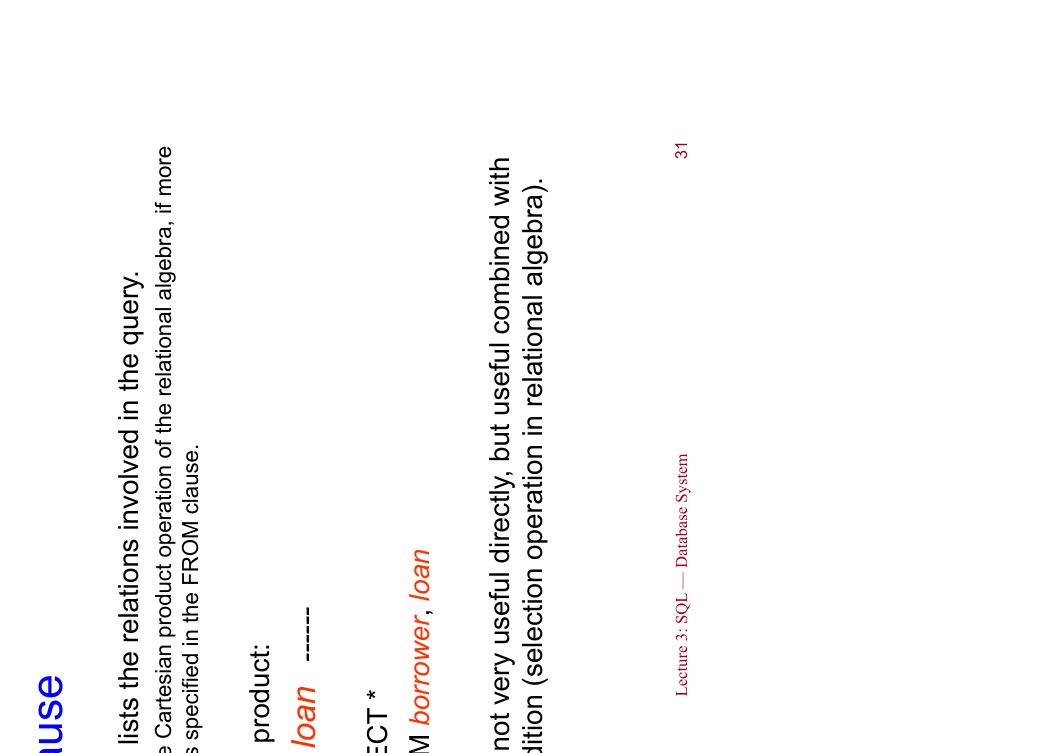 ause
lists the relations involved in the query.
e Cartesian product operation of the relational algebra, if more
s specified in the FROM clause.
product:
loan ------
ECT *
M borrower, loan
not very useful directly, but useful combined with
dition (selection operation in relational algebra).
Lecture 3: SQL — Database System 31